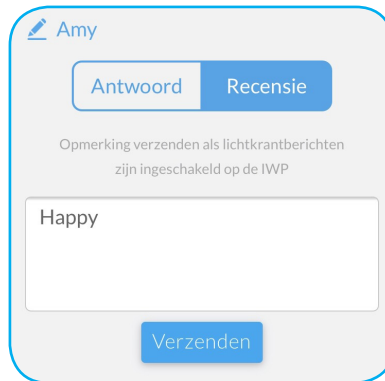 Amy
Antwoord Recensie
Opmerking verzenden als lichtkrantberichten
zijn ingeschakeld op de IWP
Happy
Verzenden